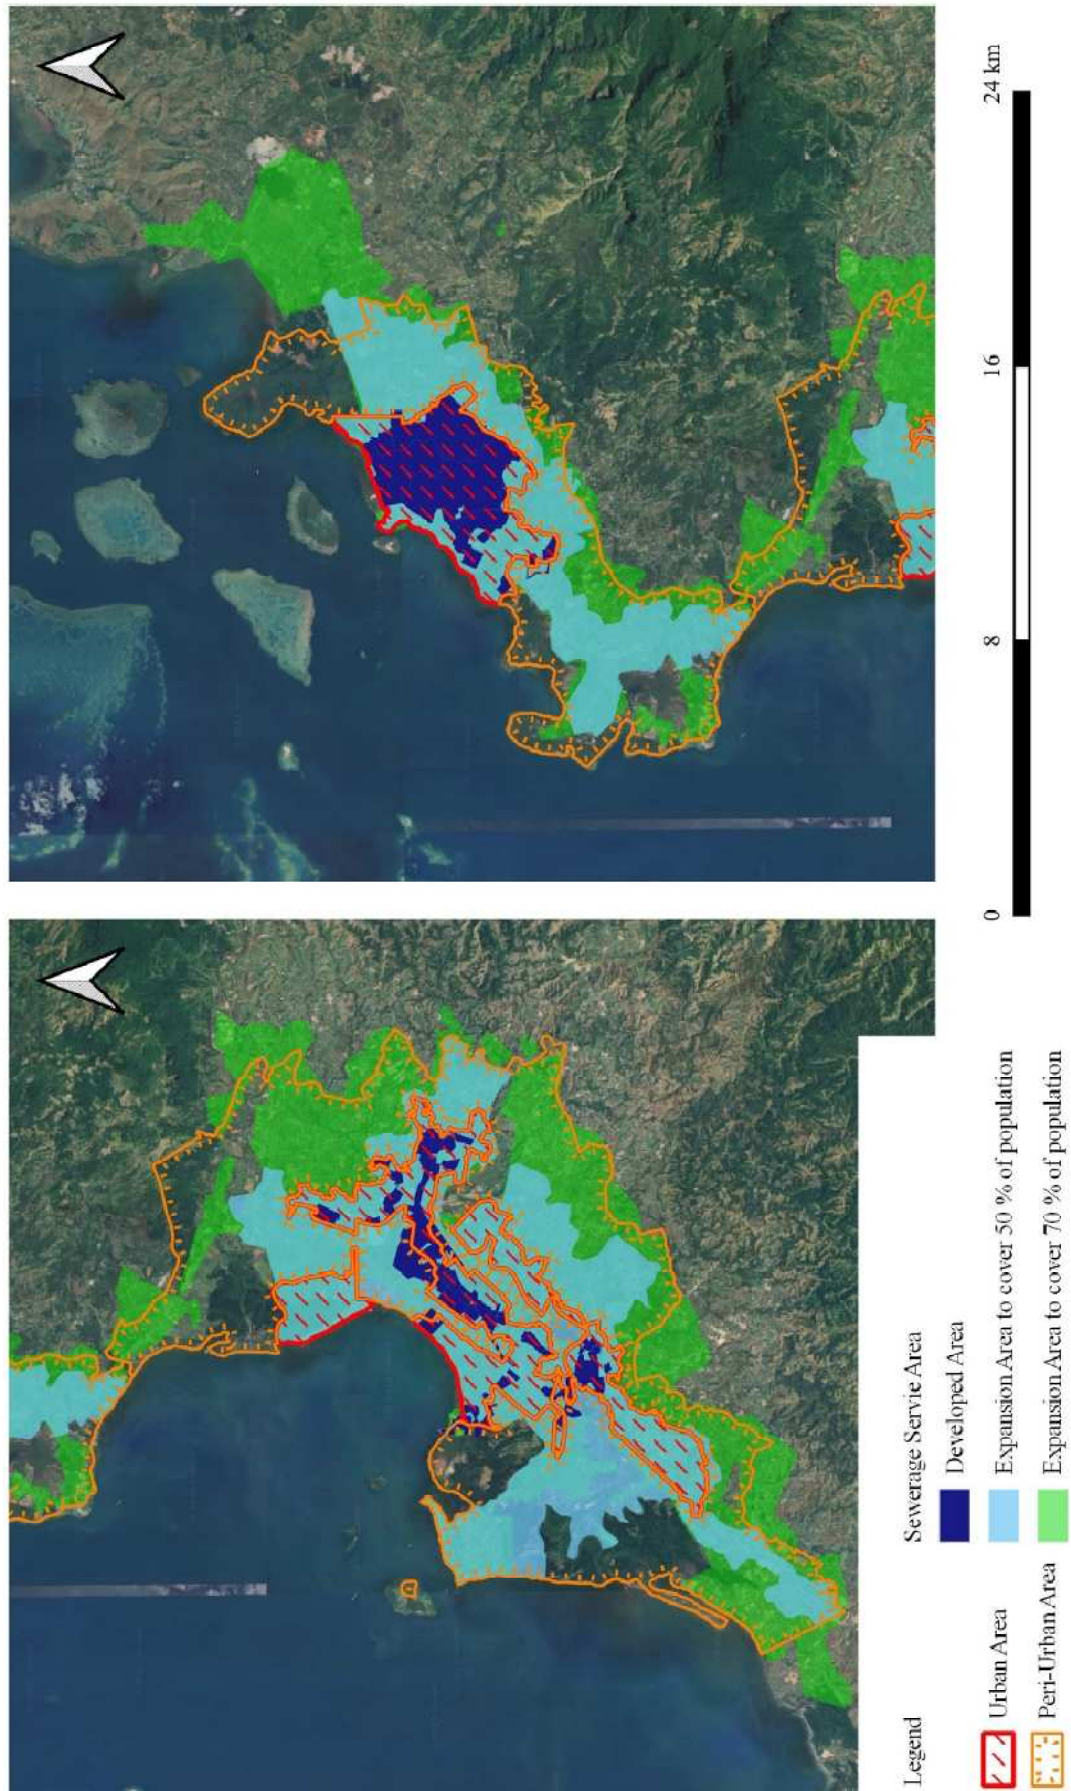 0
8
16
24 km
Legend
Urban Area
Peri-Urban Area
Sewerage Servie Area
Developed Area
Expansion Area to cover 50 % of population
Expansion Area to cover 70 % of population